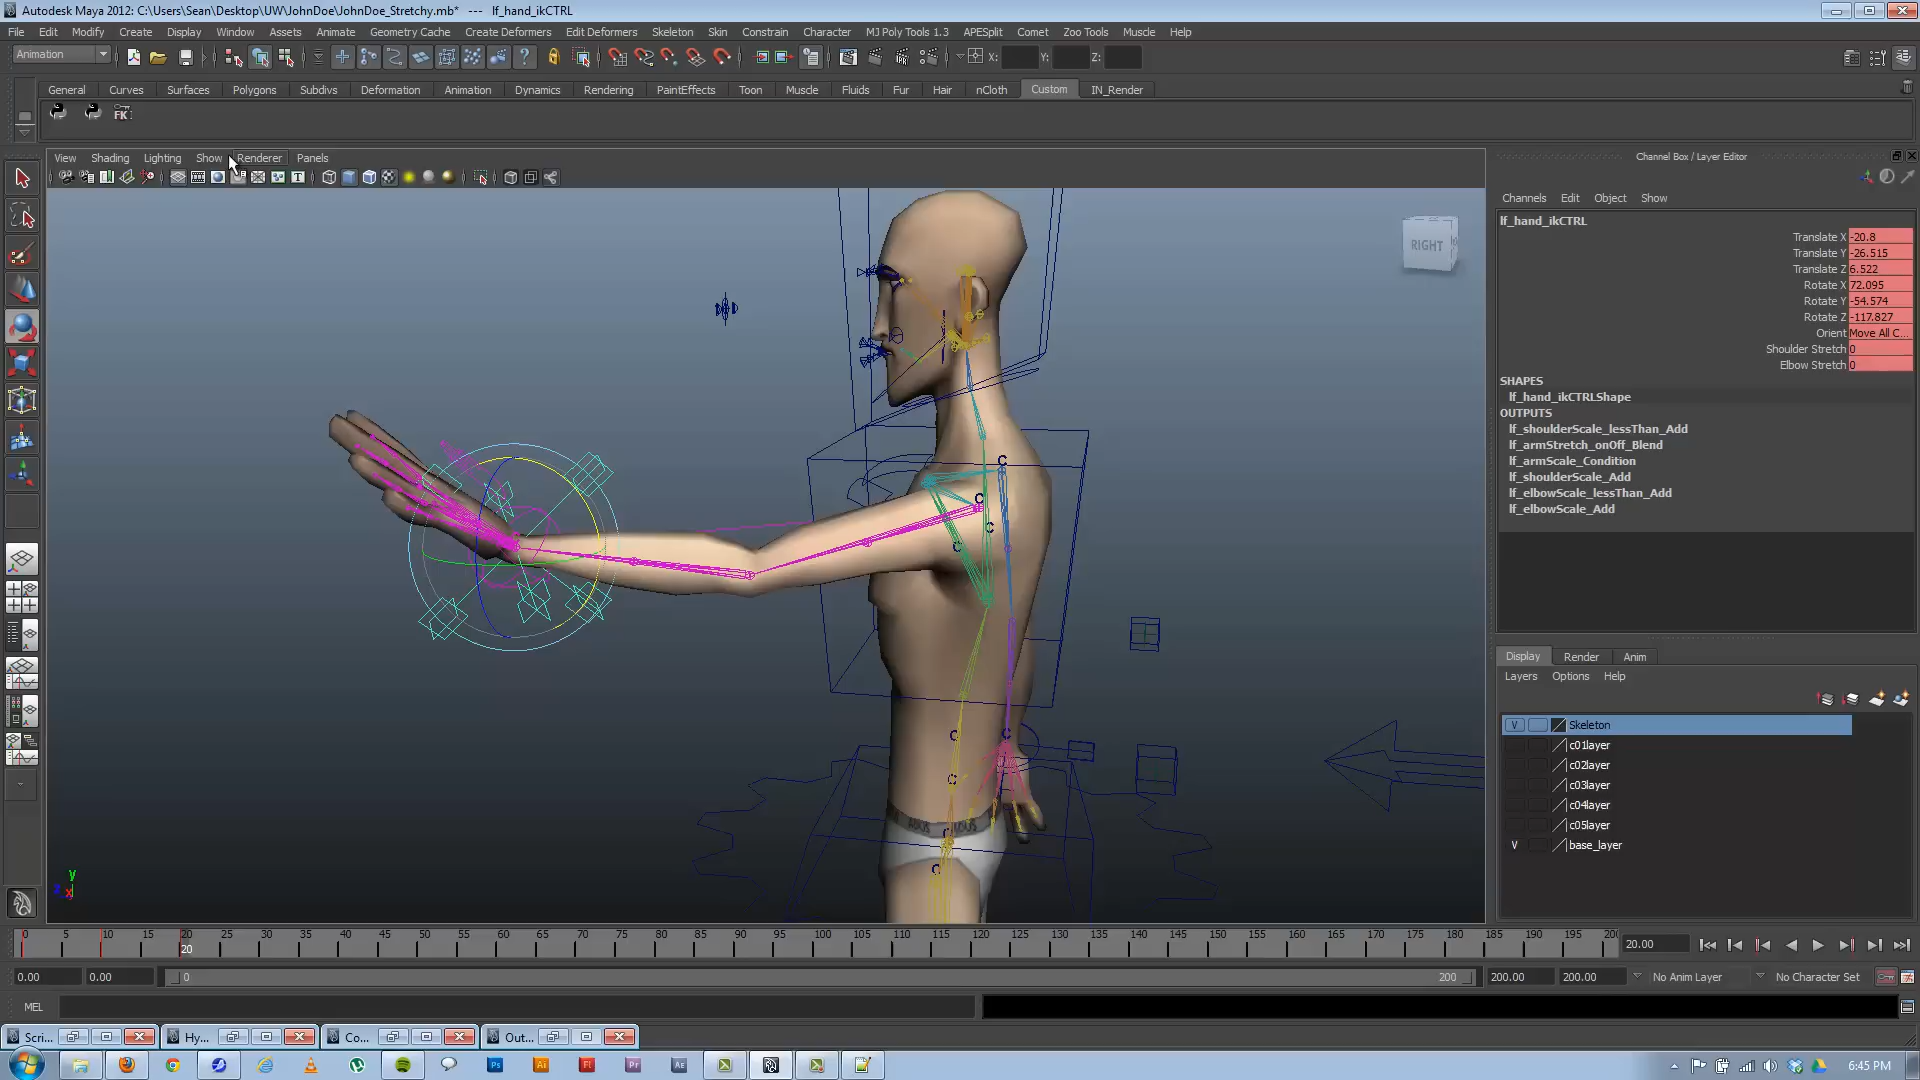 Autodesk Maya 2012: C:\Users\Sean\Desktop\UW\JohnDoe\JohnDoe_Stretchy.mb* --- lf_hand_ikCTRL
File Edit Modify Create Display Window Assets Animate Geometry Cache Create Deformers Edit Deformers Skeleton Skin Constrain Character MJ Poly Tools 1.3 APESplit Comet Zoo Tools Muscle Help
Animation X: Y: Z:
General Curves Surfaces Polygons Subdivs Deformation Animation Dynamics Rendering PaintEffects Toon Muscle Fluids Fur Hair nCloth Custom IN_Render
FK
View Shading Lighting Show Renderer Panels
Channel Box / Layer Editor
Channels Edit Object Show
lf_hand_ikCTRL
Translate X -20.8
Translate Y -26.515
Translate Z 6.522
Rotate X 72.095
Rotate Y -54.574
Rotate Z -117.827
Orient Move All C...
Shoulder Stretch 0
Elbow Stretch 0
SHAPES
lf_hand_ikCTRLShape
OUTPUTS
lf_shoulderScale_lessThan_Add
lf_armStretch_onOff_Blend
lf_armScale_Condition
lf_shoulderScale_Add
lf_elbowScale_lessThan_Add
lf_elbowScale_Add
RIGHT
C
C
C
C
C
C
C
C
C
y
x
Display Render Anim
Layers Options Help
V Skeleton
c01layer
c02layer
c03layer
c04layer
c05layer
V base_layer
0 5 10 15 20 25 30 35 40 45 50 55 60 65 70 75 80 85 90 95 100 105 110 115 120 125 130 135 140 145 150 155 160 165 170 175 180 185 190 195 200
20
20.00
0.00 0.00 0 200 200.00 200.00 No Anim Layer No Character Set
MEL
Scri... Hy... Co... Out...
Ps Ai Fl Pr Ae
6:45 PM